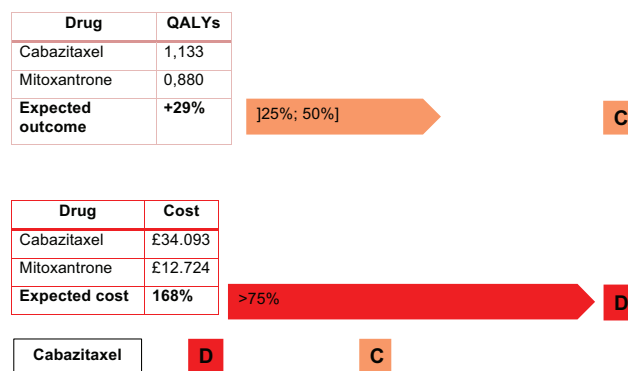 Drug QALYs
Cabazitaxel 1,133
Mitoxantrone 0,880
Expected outcome +29%
]25%; 50%]
C
Drug Cost
Cabazitaxel £34.093
Mitoxantrone £12.724
Expected cost 168%
>75%
D
Cabazitaxel D C